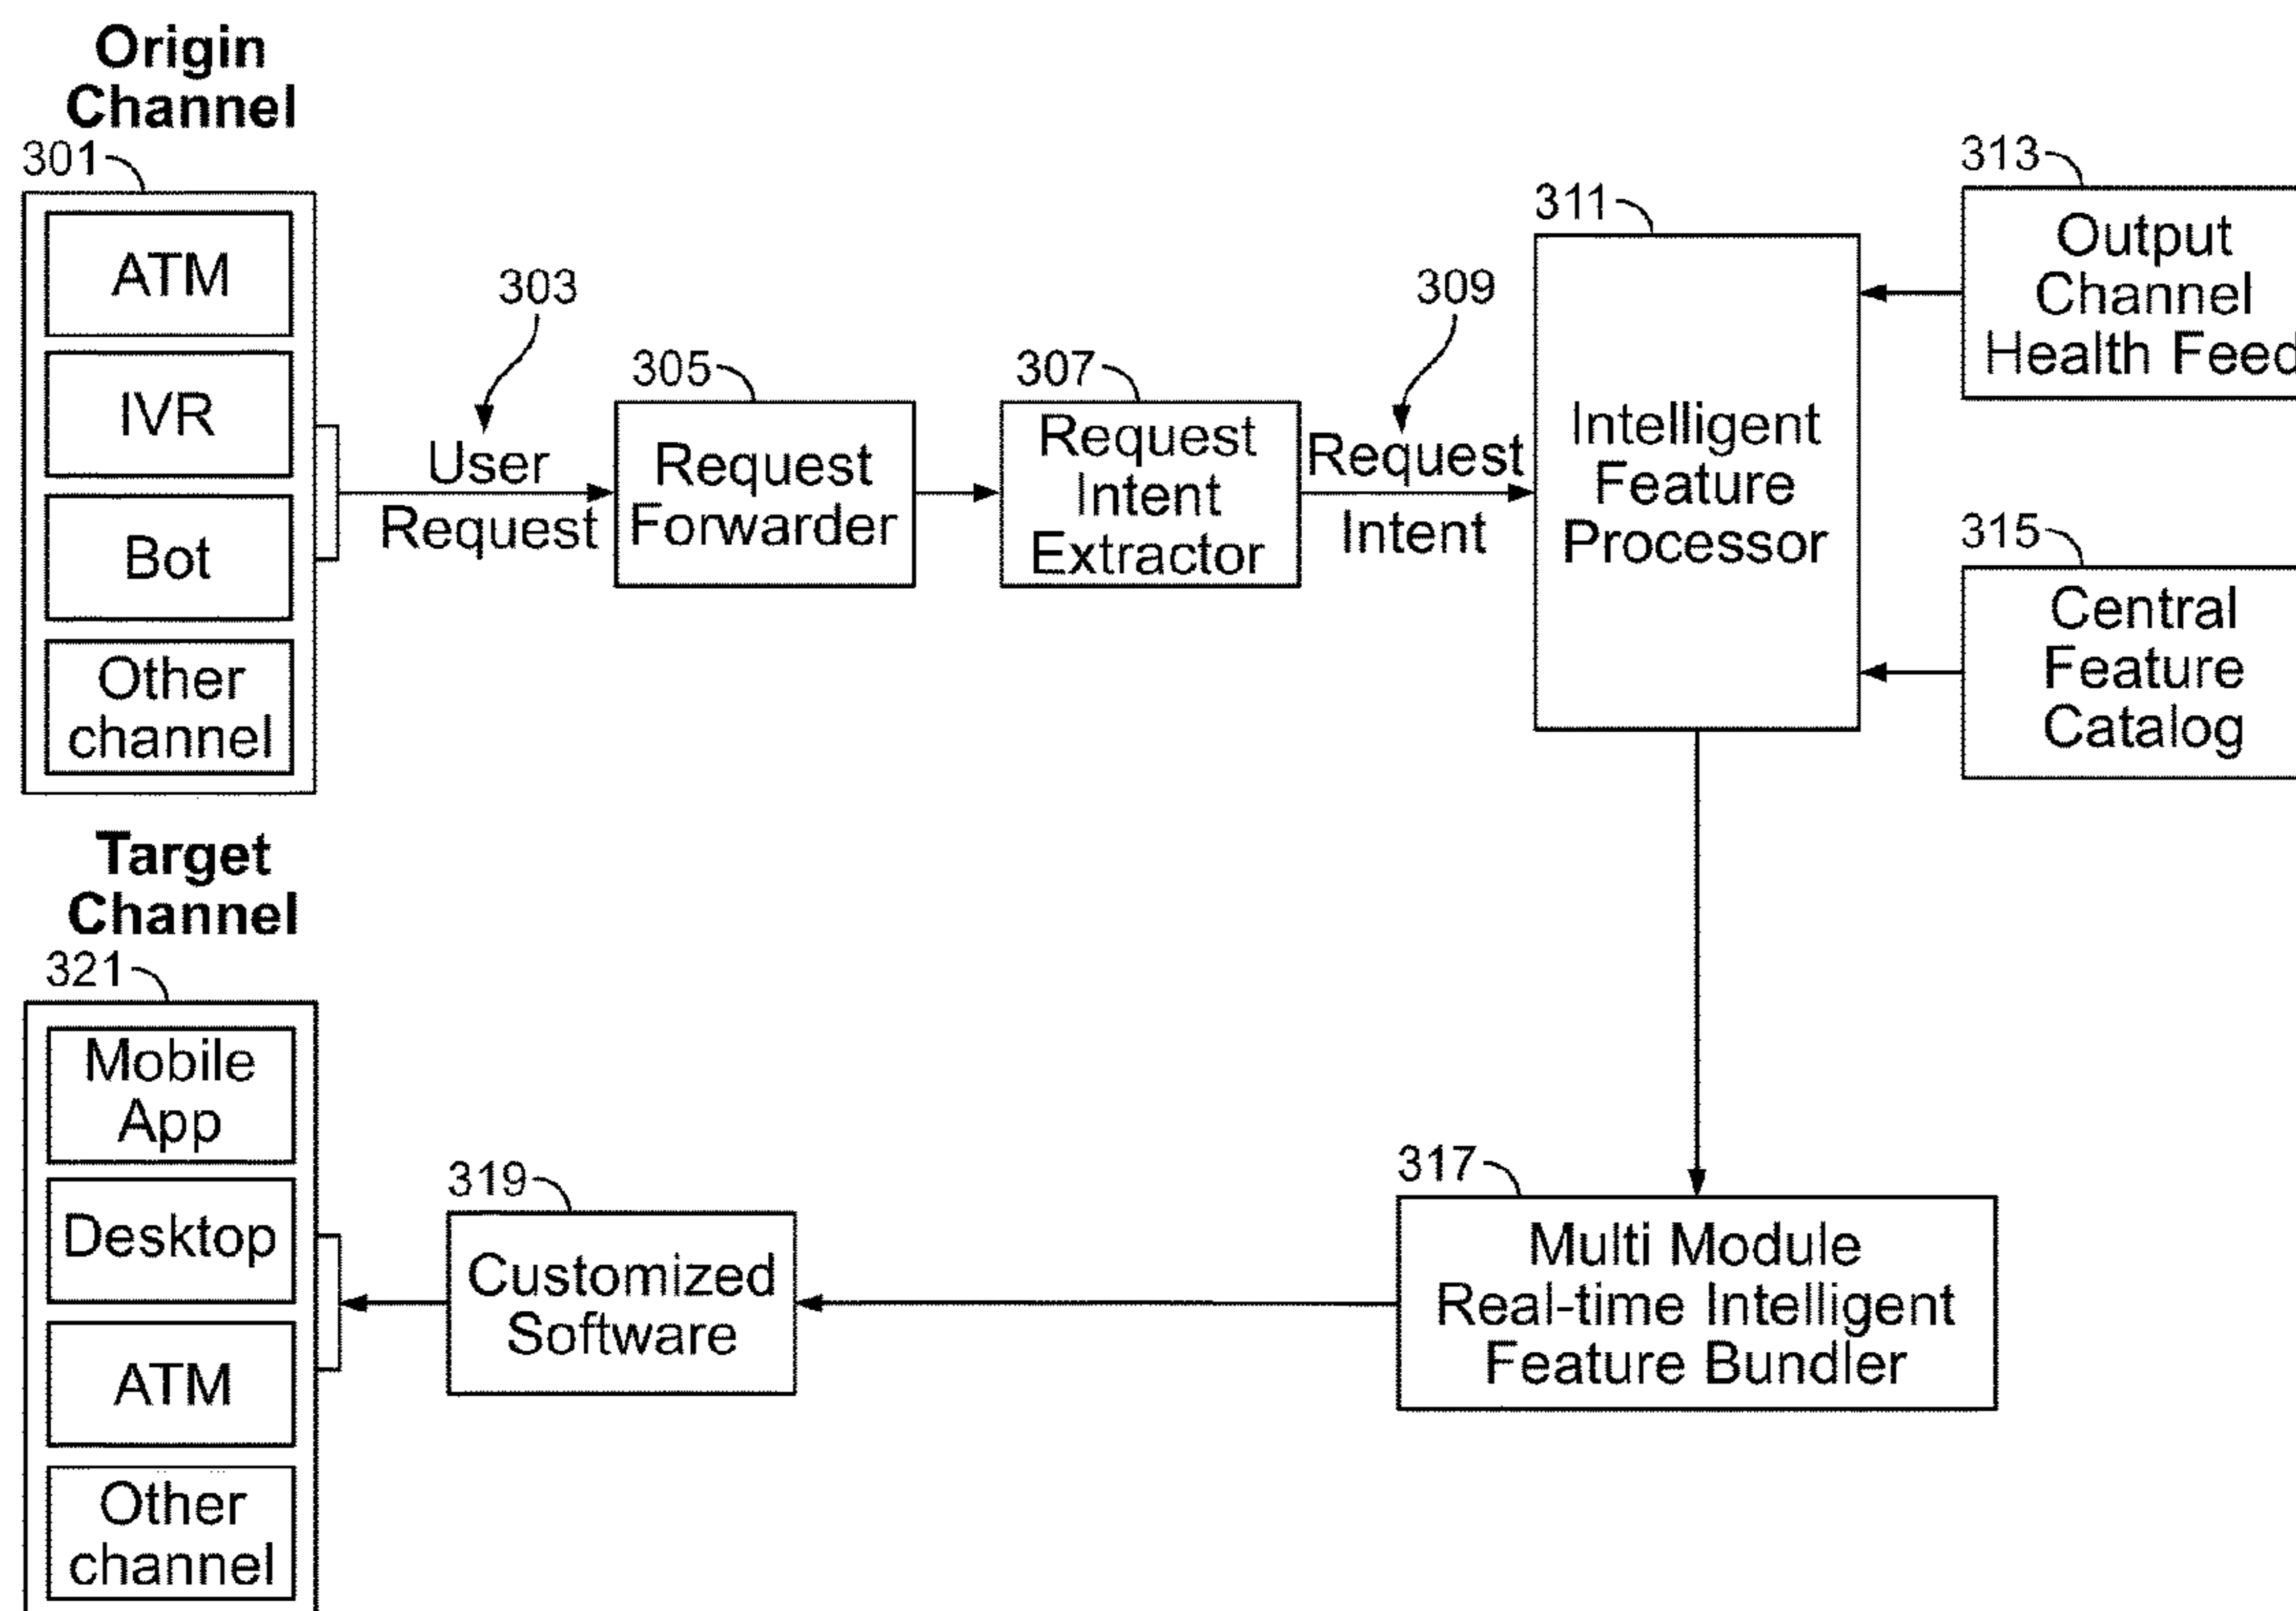 Origin
Channel
301
ATM
IVR
Bot
Other
channel
303
User
Request
305
Request
Forwarder
307
Request
Intent
Extractor
309
Request
Intent
311
Intelligent
Feature
Processor
313
Output
Channel
Health Feed
315
Central
Feature
Catalog
Target
Channel
321
Mobile
App
Desktop
ATM
Other
channel
319
Customized
Software
317
Multi Module
Real-time Intelligent
Feature Bundler